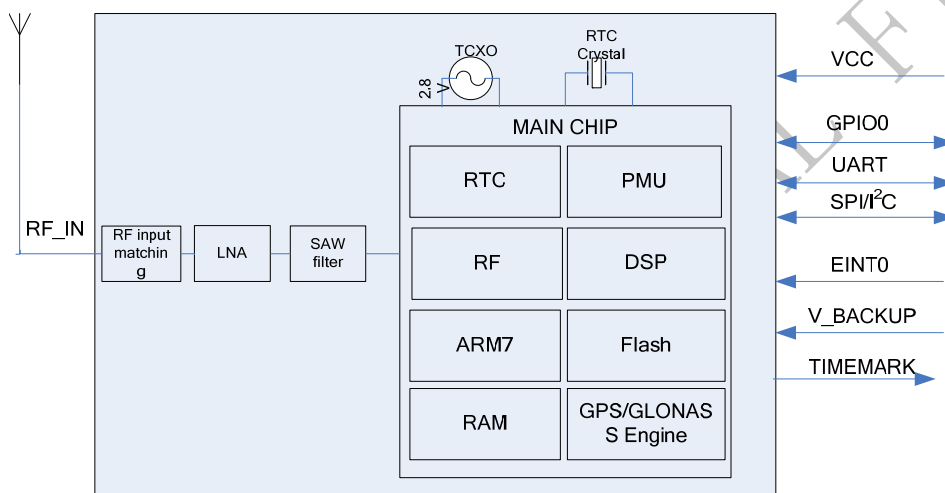 TCXO
2.8
V
RTC
Crystal
VCC
MAIN CHIP
GPIO0
RTC
PMU
UART
SPI/I²C
RF_IN
RF input
matchin
g
LNA
SAW
filter
RF
DSP
EINT0
V_BACKUP
ARM7
Flash
TIMEMARK
RAM
GPS/GLONAS
S Engine